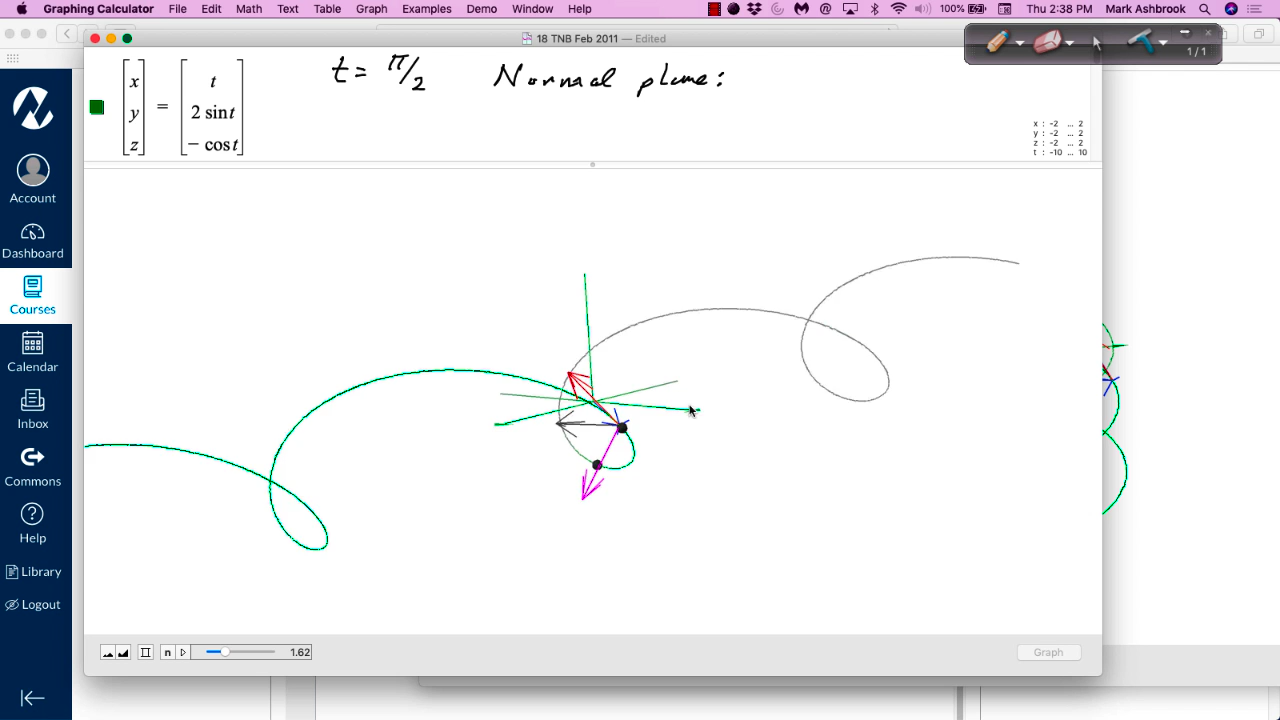 Graphing Calculator File Edit Math Text Table Graph Examples Demo Window Help 100% Thu 2:38 PM Mark Ashbrook
18 TNB Feb 2011 — Edited
1 / 1
t = π/2 Normal plane:
x t
y = 2 sin t
z − cos t
x : -2 ... 2
y : -2 ... 2
z : -2 ... 2
t : -10 ... 10
Account
Dashboard
Courses
Calendar
Inbox
Commons
Help
Library
Logout
n 1.62
Graph